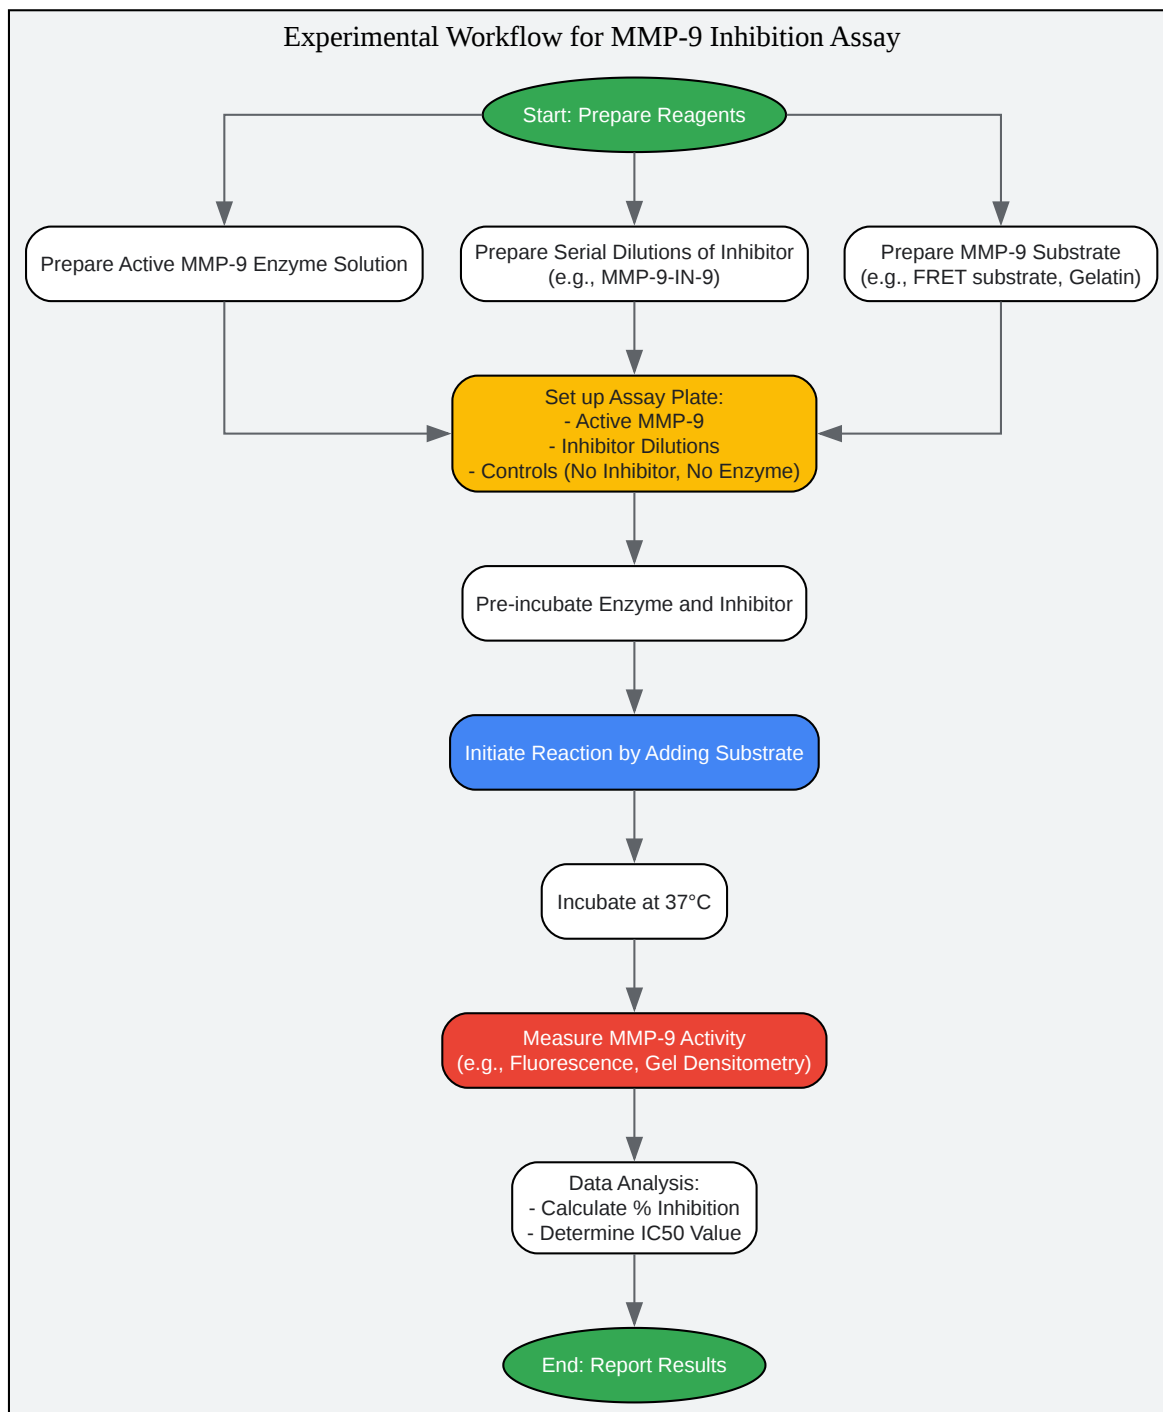 Experimental Workflow for MMP-9 Inhibition Assay
Start: Prepare Reagents
Prepare Active MMP-9 Enzyme Solution
Prepare Serial Dilutions of Inhibitor
(e.g., MMP-9-IN-9)
Prepare MMP-9 Substrate
(e.g., FRET substrate, Gelatin)
Set up Assay Plate:
- Active MMP-9
- Inhibitor Dilutions
- Controls (No Inhibitor, No Enzyme)
Pre-incubate Enzyme and Inhibitor
Initiate Reaction by Adding Substrate
Incubate at 37°C
Measure MMP-9 Activity
(e.g., Fluorescence, Gel Densitometry)
Data Analysis:
- Calculate % Inhibition
- Determine IC50 Value
End: Report Results